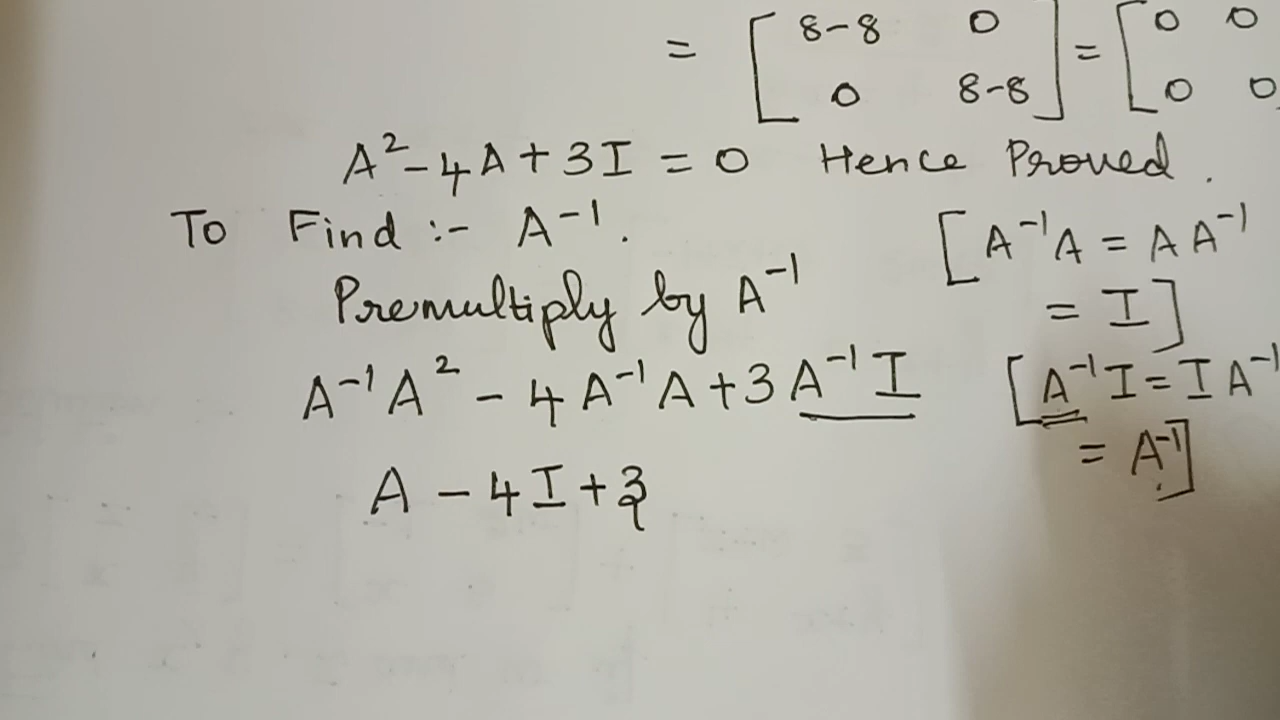 = [ 8-8 0 ] = [ 0 0
0 8-8 0 0
A² - 4A + 3I = 0 Hence Proved.
To Find :- A⁻¹.
[A⁻¹A = AA⁻¹
= I]
Premultiply by A⁻¹
A⁻¹A² - 4A⁻¹A + 3A⁻¹I
[A⁻¹I = IA⁻¹
= A⁻¹]
A - 4I + 3